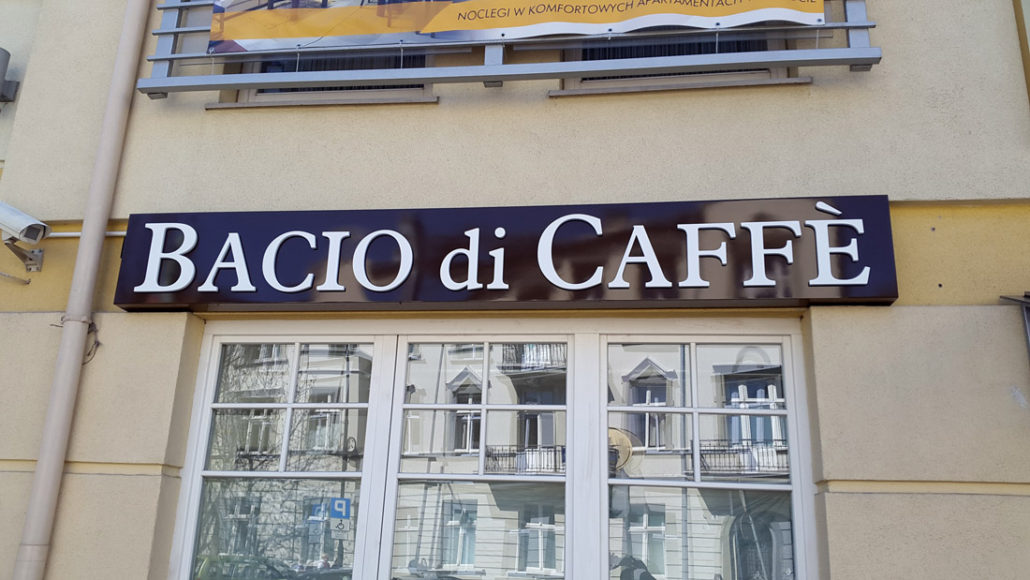 NOCLEGI W KOMFORTOWYCH APARTAMENTACH
BACIO di CAFFÈ
P